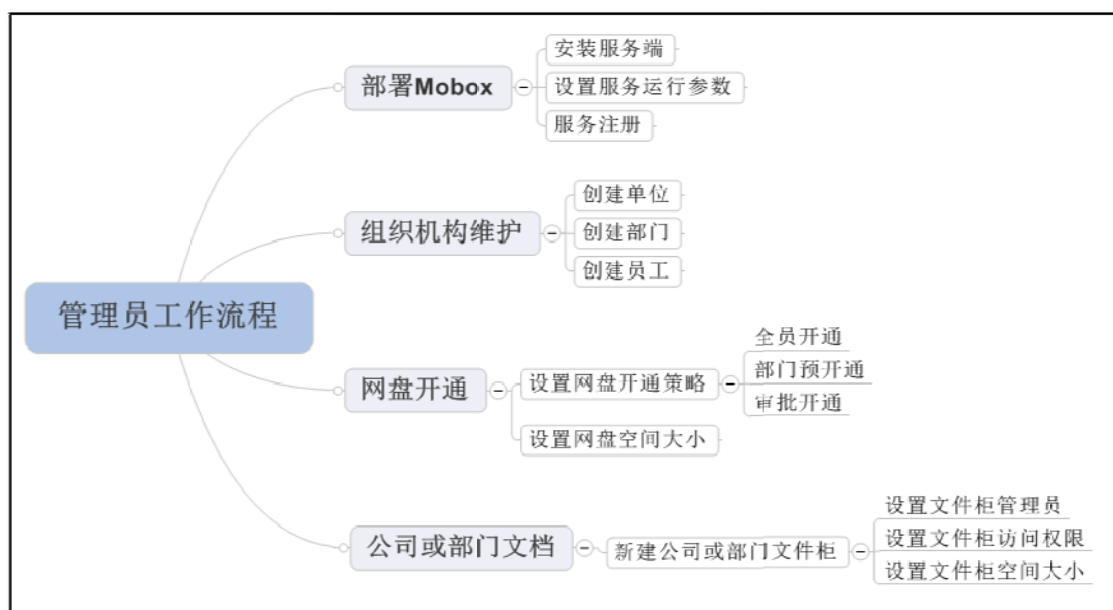 管理员工作流程
部署Mobox
安装服务端
设置服务运行参数
服务注册
组织机构维护
创建单位
创建部门
创建员工
网盘开通
设置网盘开通策略
全员开通
部门预开通
审批开通
设置网盘空间大小
公司或部门文档
新建公司或部门文件柜
设置文件柜管理员
设置文件柜访问权限
设置文件柜空间大小